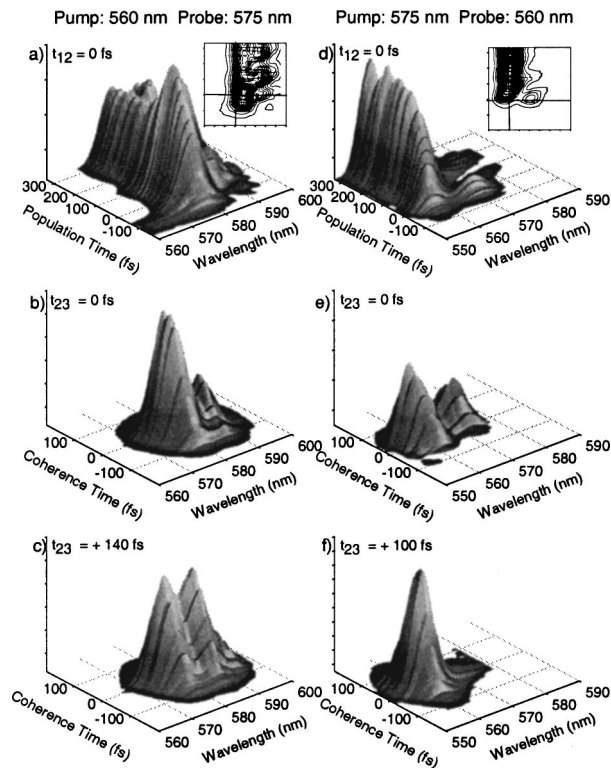 Pump: 560 nm Probe: 575 nm
Pump: 575 nm Probe: 560 nm
a) t12 = 0 fs
300
200
100
0
-100
Population Time (fs)
560
570
580
590
600
Wavelength (nm)
d) t12 = 0 fs
300
200
100
0
-100
Population Time (fs)
550
560
570
580
590
Wavelength (nm)
b) t23 = 0 fs
100
0
-100
Coherence Time (fs)
560
570
580
590
600
Wavelength (nm)
e) t23 = 0 fs
100
0
-100
Coherence Time (fs)
550
560
570
580
590
Wavelength (nm)
c) t23 = + 140 fs
100
0
-100
Coherence Time (fs)
560
570
580
590
600
Wavelength (nm)
f) t23 = + 100 fs
100
0
-100
Coherence Time (fs)
550
560
570
580
590
Wavelength (nm)